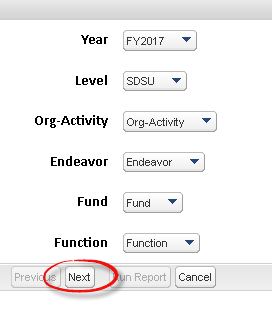 Year FY2017
Level SDSU
Org-Activity Org-Activity
Endeavor Endeavor
Fund Fund
Function Function
Previous Next Run Report Cancel